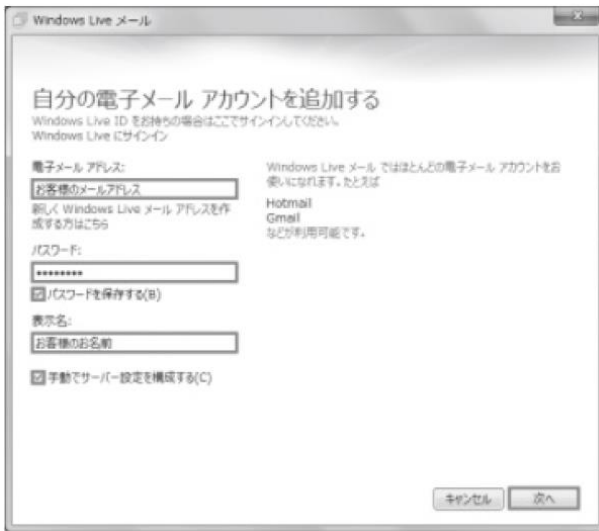 Windows Live メール
自分の電子メール アカウントを追加する
Windows Live ID をお持ちの場合はここでサインインしてください。
Windows Live にサインイン
電子メール アドレス:
お客様のメールアドレス
新しく Windows Live メール アドレスを作
成する方はこちら
パスワード:
••••••••
パスワードを保存する(B)
表示名:
お客様のお名前
手動でサーバー設定を構成する(C)
Windows Live メール ではほとんどの電子メール アカウントをお
使いになれます。たとえば
Hotmail
Gmail
などが利用可能です。
キャンセル
次へ